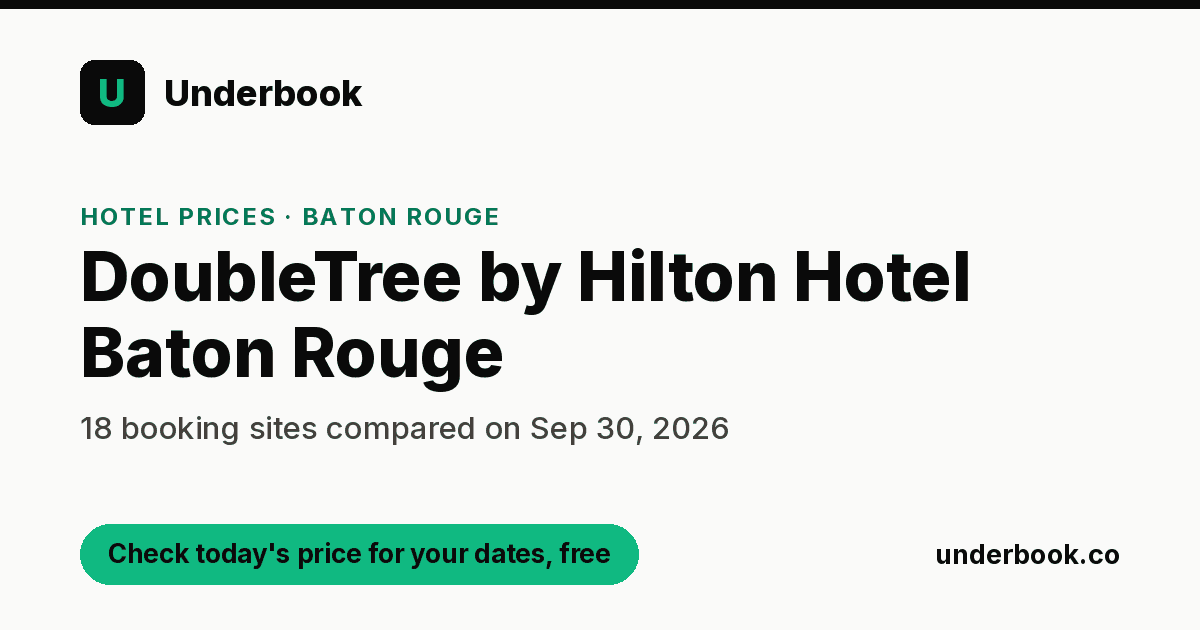 U Underbook
HOTEL PRICES · BATON ROUGE
DoubleTree by Hilton Hotel
Baton Rouge
18 booking sites compared on Sep 30, 2026
Check today's price for your dates, free
underbook.co